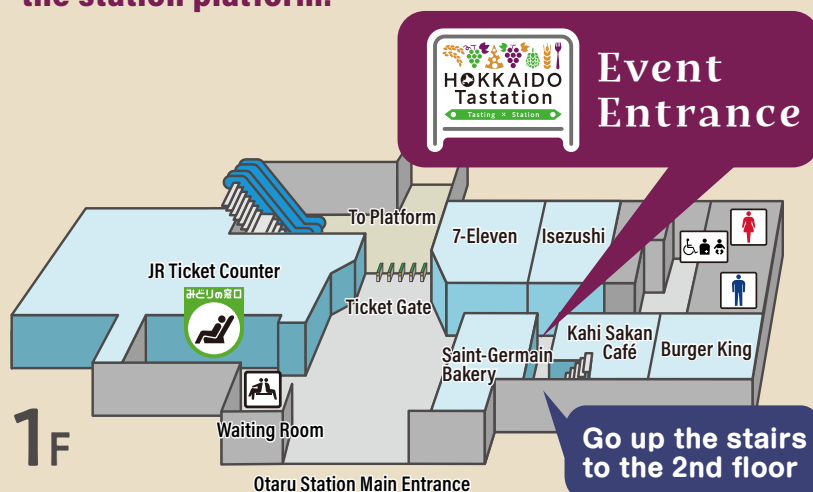 the station platform.
HOKKAIDO
Tastation
Tasting × Station
Event
Entrance
To Platform
7-Eleven
Isezushi
JR Ticket Counter
みどりの窓口
Ticket Gate
Saint-Germain
Bakery
Kahi Sakan
Café
Burger King
Waiting Room
1F
Go up the stairs
to the 2nd floor
Otaru Station Main Entrance